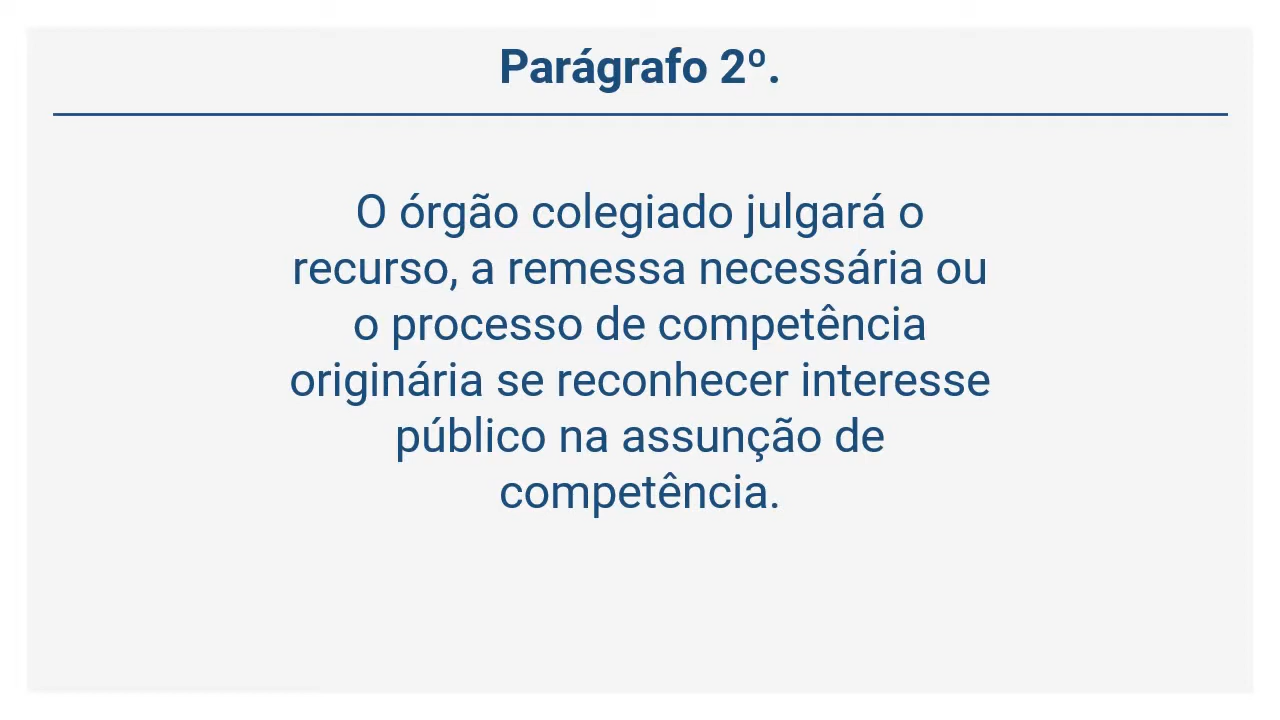 Parágrafo 2º.
O órgão colegiado julgará o
recurso, a remessa necessária ou
o processo de competência
originária se reconhecer interesse
público na assunção de
competência.